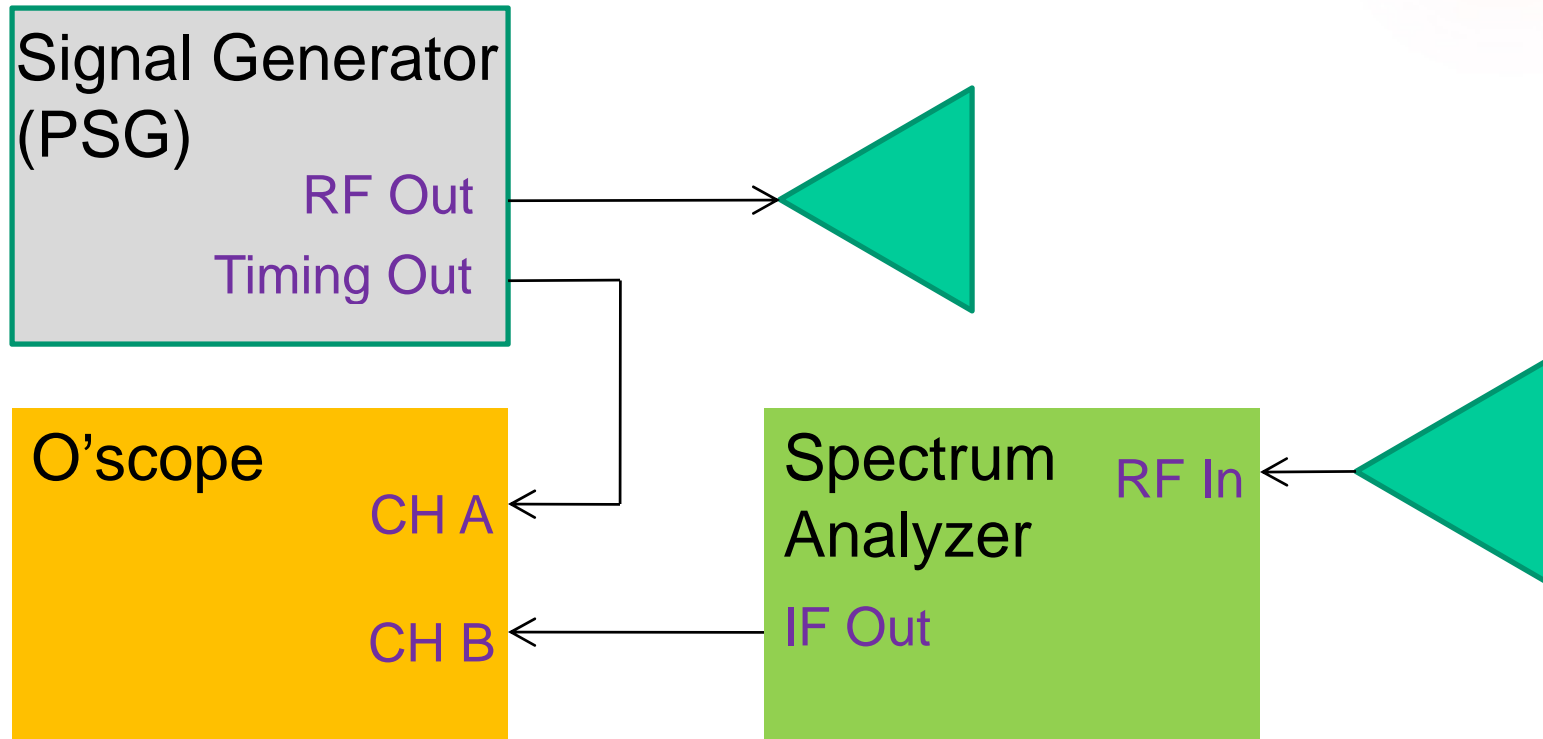 Signal Generator
(PSG)
RF Out
Timing Out
O’scope
CH A
CH B
Spectrum
Analyzer
RF In
IF Out